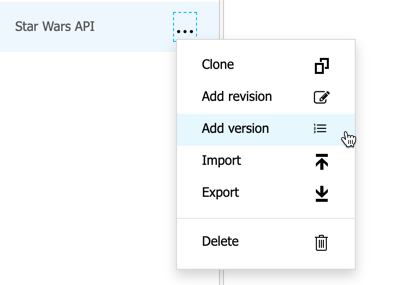 Star Wars API
...
Clone
Add revision
Add version
Import
Export
Delete